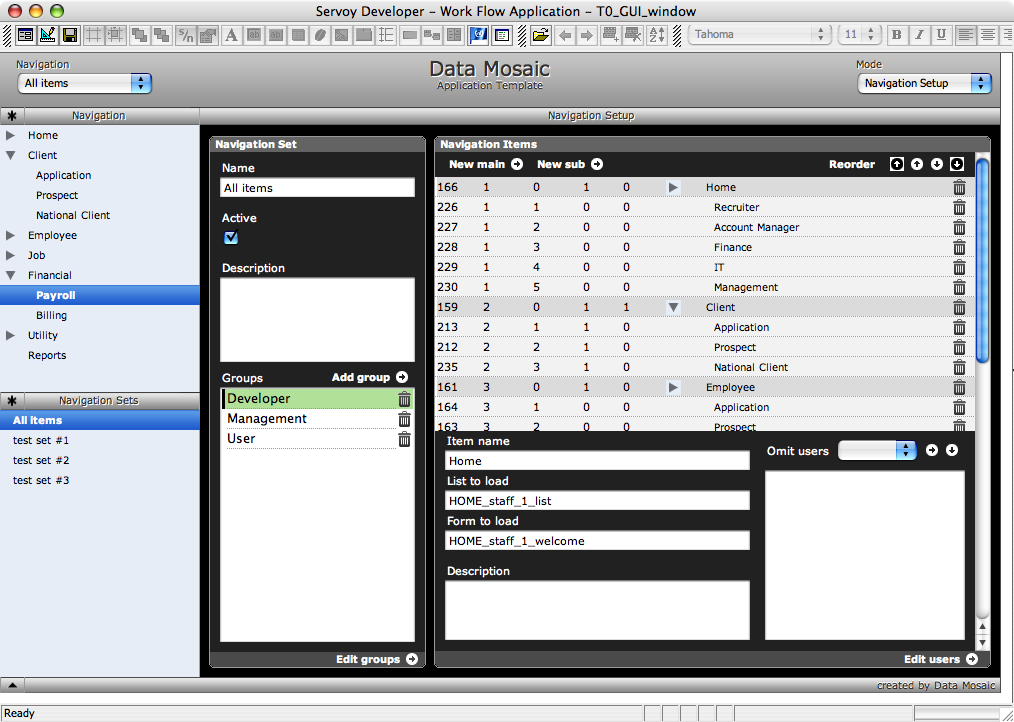 Servoy Developer – Work Flow Application – T0_GUI_window
Tahoma 11 B I U
Navigation
All items
Data Mosaic
Application Template
Mode
Navigation Setup
Navigation
Navigation Setup
Home
Client
Application
Prospect
National Client
Employee
Job
Financial
Payroll
Billing
Utility
Reports
Navigation Sets
All items
test set #1
test set #2
test set #3
Navigation Set
Name
All items
Active
Description
Groups Add group
Developer
Management
User
Edit groups
Navigation Items
New main New sub Reorder
166 1 0 1 0 Home
226 1 1 0 0 Recruiter
227 1 2 0 0 Account Manager
228 1 3 0 0 Finance
229 1 4 0 0 IT
230 1 5 0 0 Management
159 2 0 1 1 Client
213 2 1 1 0 Application
212 2 2 1 0 Prospect
235 2 3 1 0 National Client
161 3 0 1 0 Employee
164 3 1 0 0 Application
163 3 2 0 0 Prospect
Item name
Home
List to load
HOME_staff_1_list
Form to load
HOME_staff_1_welcome
Description
Omit users
Edit users
created by Data Mosaic
Ready